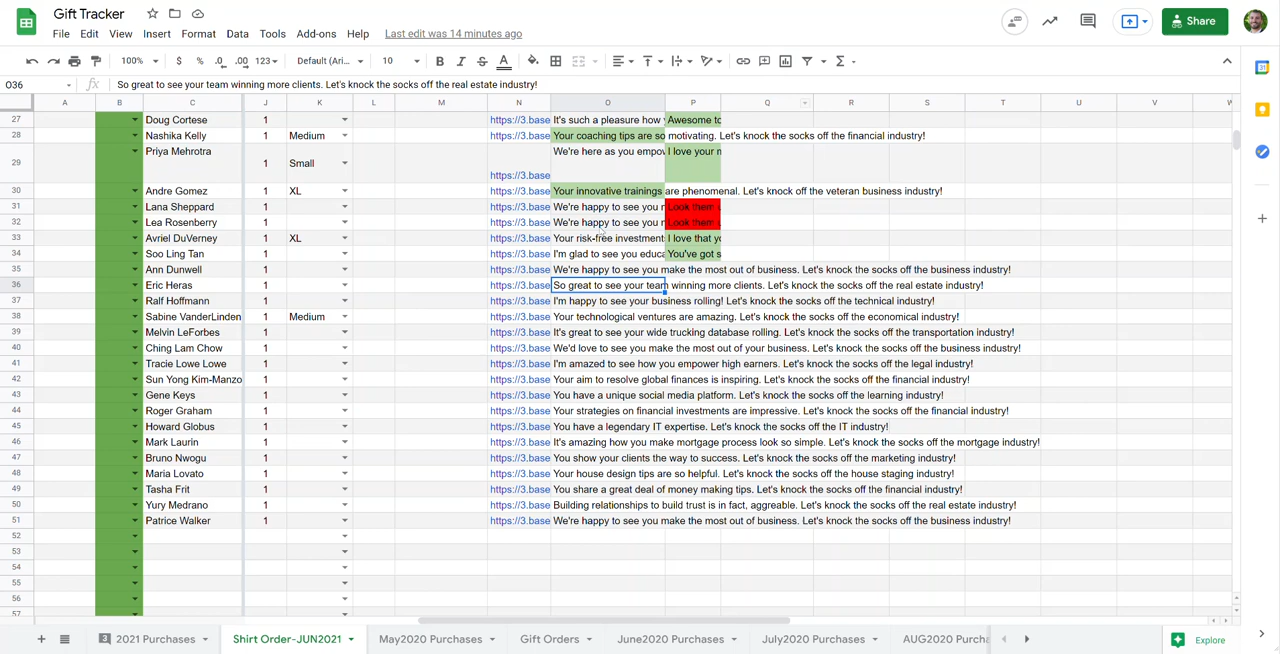 Gift Tracker
File Edit View Insert Format Data Tools Add-ons Help Last edit was 14 minutes ago
Share
100% $ % .0 .00 123 Default (Ari... 10 B I S A
O36 fx So great to see your team winning more clients. Let's knock the socks off the real estate industry!
A B C J K L M N O P Q R S T U V W
27 Doug Cortese 1 https://3.base It's such a pleasure how Awesome to
28 Nashika Kelly 1 Medium https://3.base Your coaching tips are so motivating. Let's knock the socks off the financial industry!
29 Priya Mehrotra 1 Small https://3.base We're here as you empow I love your m
30 Andre Gomez 1 XL https://3.base Your innovative trainings are phenomenal. Let's knock off the veteran business industry!
31 Lana Sheppard 1 https://3.base We're happy to see you Look them
32 Lea Rosenberry 1 https://3.base We're happy to see you Look them
33 Avriel DuVerney 1 XL https://3.base Your risk-free investment I love that yo
34 Soo Ling Tan 1 https://3.base I'm glad to see you educa You've got s
35 Ann Dunwell 1 https://3.base We're happy to see you make the most out of business. Let's knock the socks off the business industry!
36 Eric Heras 1 https://3.base So great to see your team winning more clients. Let's knock the socks off the real estate industry!
37 Ralf Hoffmann 1 https://3.base I'm happy to see your business rolling! Let's knock the socks off the technical industry!
38 Sabine VanderLinden 1 Medium https://3.base Your technological ventures are amazing. Let's knock the socks off the economical industry!
39 Melvin LeForbes 1 https://3.base It's great to see your wide trucking database rolling. Let's knock the socks off the transportation industry!
40 Ching Lam Chow 1 https://3.base We'd love to see you make the most out of your business. Let's knock the socks off the business industry!
41 Tracie Lowe Lowe 1 https://3.base I'm amazed to see how you empower high earners. Let's knock the socks off the legal industry!
42 Sun Yong Kim-Manzo 1 https://3.base Your aim to resolve global finances is inspiring. Let's knock the socks off the financial industry!
43 Gene Keys 1 https://3.base You have a unique social media platform. Let's knock the socks off the learning industry!
44 Roger Graham 1 https://3.base Your strategies on financial investments are impressive. Let's knock the socks off the financial industry!
45 Howard Globus 1 https://3.base You have a legendary IT expertise. Let's knock the socks off the IT industry!
46 Mark Laurin 1 https://3.base It's amazing how you make mortgage process look so simple. Let's knock the socks off the mortgage industry!
47 Bruno Nwogu 1 https://3.base You show your clients the way to success. Let's knock the socks off the marketing industry!
48 Maria Lovato 1 https://3.base Your house design tips are so helpful. Let's knock the socks off the house staging industry!
49 Tasha Frit 1 https://3.base You share a great deal of money making tips. Let's knock the socks off the financial industry!
50 Yury Medrano 1 https://3.base Building relationships to build trust is in fact, aggreable. Let's knock the socks off the real estate industry!
51 Patrice Walker 1 https://3.base We're happy to see you make the most out of business. Let's knock the socks off the business industry!
52
53
54
55
56
57
3 2021 Purchases Shirt Order-JUN2021 May2020 Purchases Gift Orders June2020 Purchases July2020 Purchases AUG2020 Purcha Explore